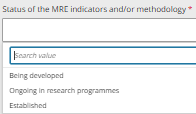 Status of the MRE indicators and/or methodology *
Search value
Being developed
Ongoing in research programmes
Established